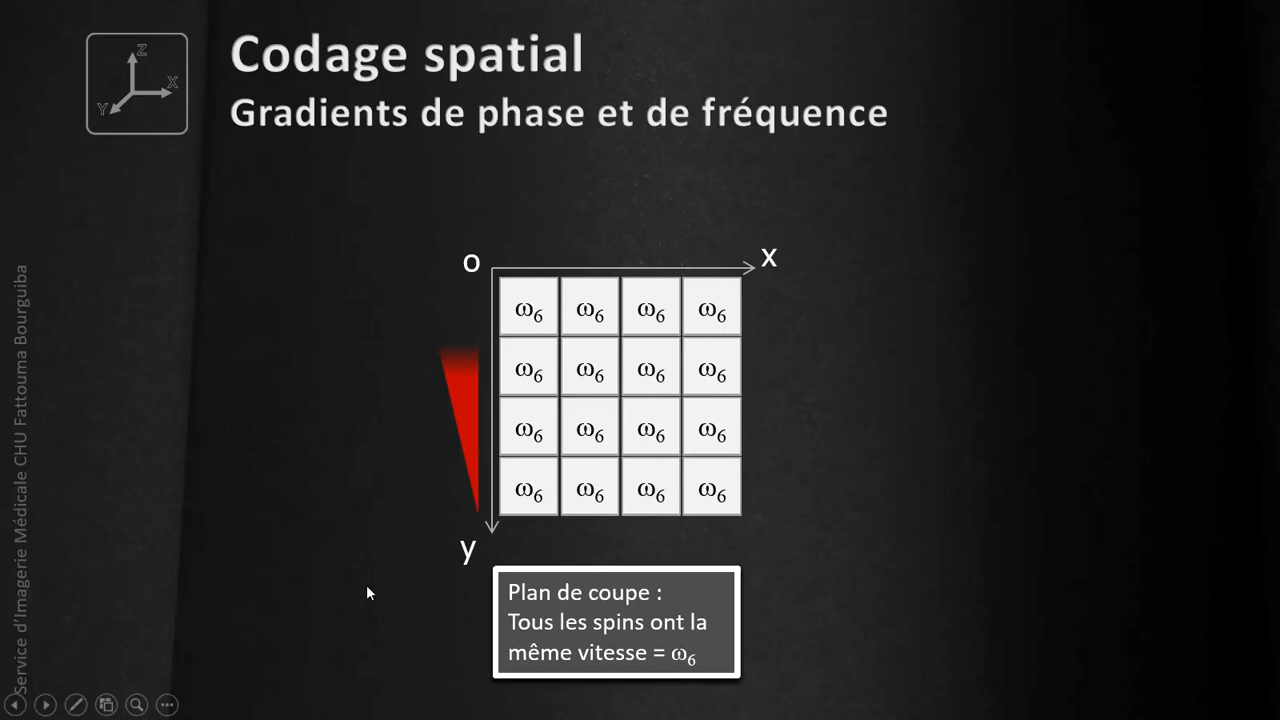 Codage spatial
Gradients de phase et de fréquence
Z
X
Y
O
X
ω6 ω6 ω6 ω6
ω6 ω6 ω6 ω6
ω6 ω6 ω6 ω6
ω6 ω6 ω6 ω6
y
Plan de coupe :
Tous les spins ont la
même vitesse = ω6
Service d'Imagerie Médicale CHU Fattouma Bourguiba